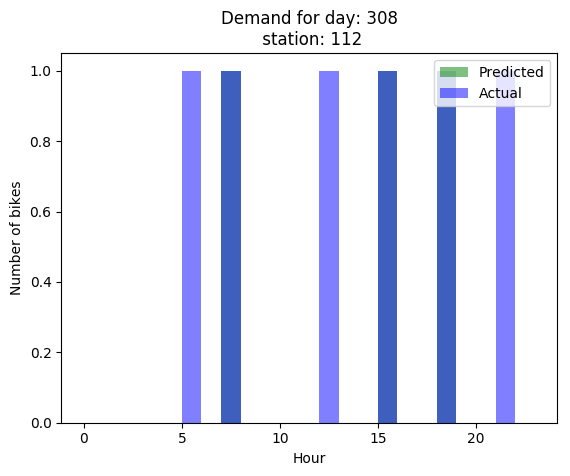 Demand for day: 308
station: 112
Predicted
Actual
1.0
0.8
0.6
0.4
0.2
0.0
Number of bikes
0 5 10 15 20
Hour